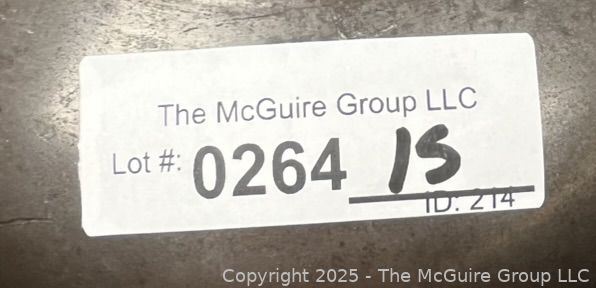 The McGuire Group LLC
Lot #: 0264 15
ID: 214
Copyright 2025 - The McGuire Group LLC